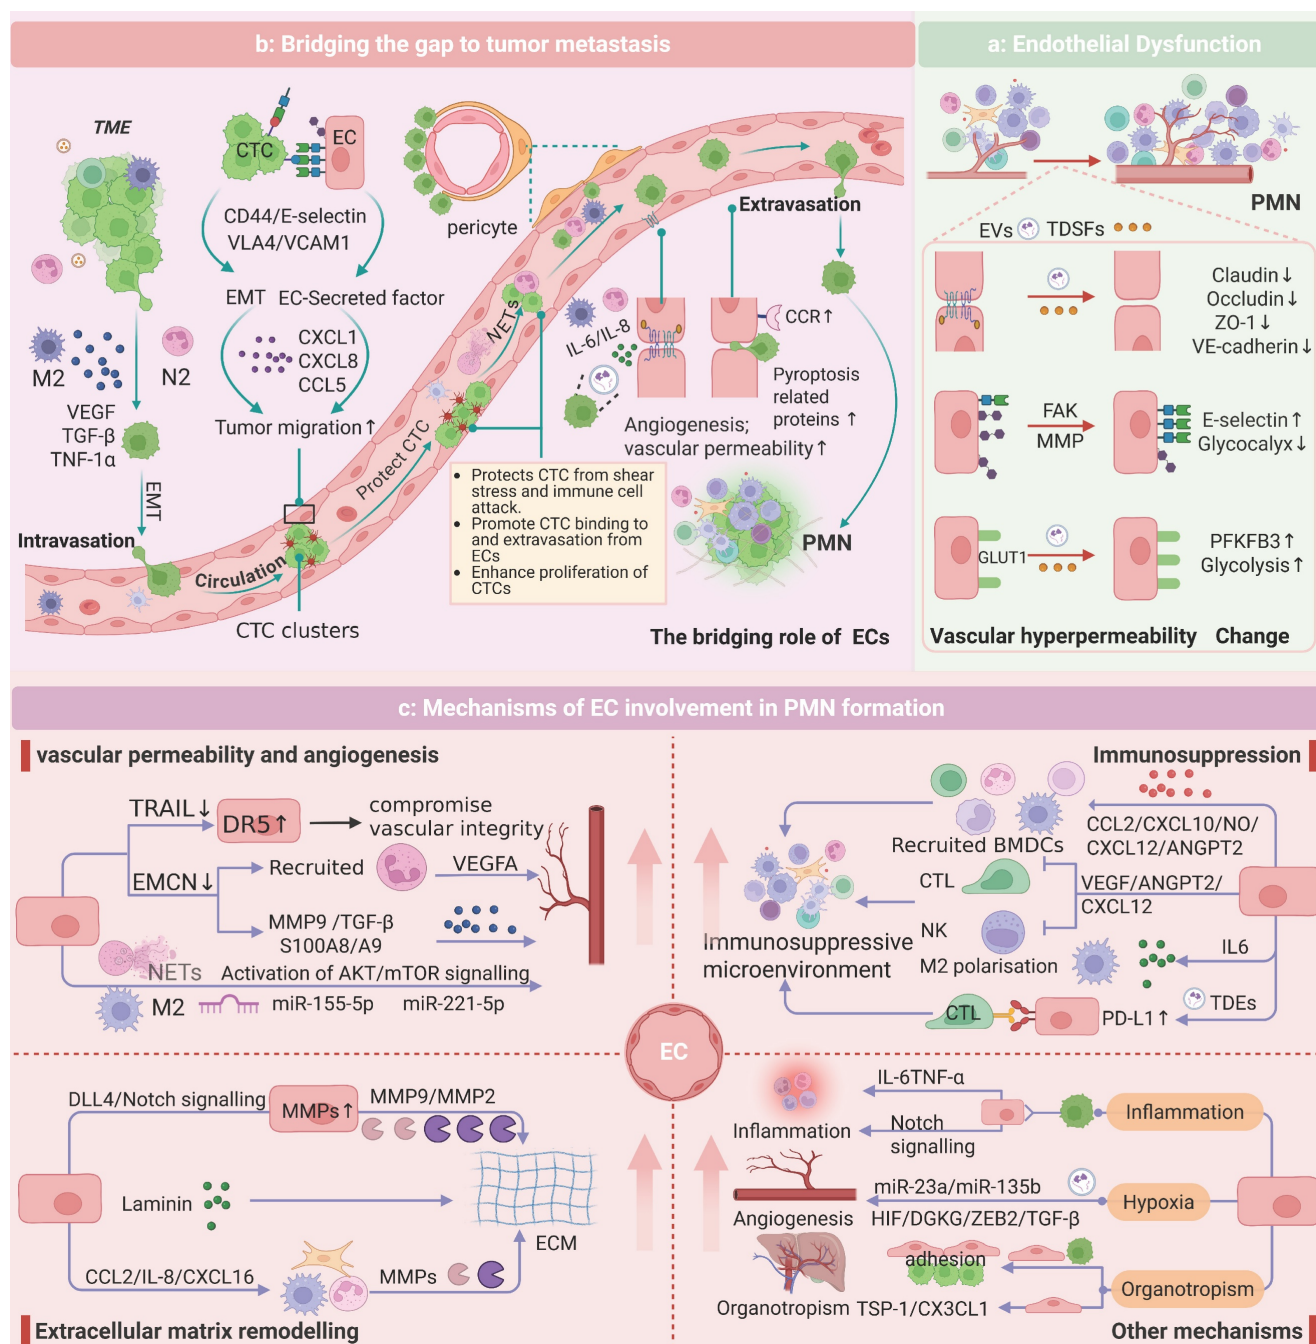 b: Bridging the gap to tumor metastasis
TME
CTC
EC
CD44/E-selectin
VLA4/VCAM1
EMT
EC-Secreted factor
CXCL1
CXCL8
CCL5
Tumor migration↑
M2
N2
VEGF
TGF-β
TNF-1α
EMT
Intravasation
Circulation
CTC clusters
Protect CTC
NETs
pericyte
Extravasation
IL-6/IL-8
CCR↑
Pyroptosis
related
proteins ↑
Angiogenesis;
vascular permeability↑
• Protects CTC from shear
stress and immune cell
attack.
• Promote CTC binding to
and extravasation from
ECs
• Enhance proliferation of
CTCs
PMN
The bridging role of ECs
a: Endothelial Dysfunction
PMN
EVs
TDSFs
Claudin↓
Occludin↓
ZO-1↓
VE-cadherin↓
FAK
MMP
E-selectin↑
Glycocalyx↓
GLUT1
PFKFB3↑
Glycolysis↑
Vascular hyperpermeability
Change
c: Mechanisms of EC involvement in PMN formation
vascular permeability and angiogenesis
TRAIL↓
DR5↑
compromise
vascular integrity
EMCN↓
Recruited
VEGFA
MMP9 /TGF-β
S100A8/A9
NETs
Activation of AKT/mTOR signalling
M2
miR-155-5p
miR-221-5p
Immunosuppression
Recruited BMDCs
CCL2/CXCL10/NO/
CXCL12/ANGPT2
CTL
VEGF/ANGPT2/
CXCL12
NK
Immunosuppressive
microenvironment
M2 polarisation
IL6
TDEs
CTL
PD-L1↑
EC
DLL4/Notch signalling
MMPs↑
MMP9/MMP2
Laminin
ECM
CCL2/IL-8/CXCL16
MMPs
Extracellular matrix remodelling
IL-6TNF-α
Inflammation
Notch
signalling
Inflammation
miR-23a/miR-135b
Hypoxia
Angiogenesis
HIF/DGKG/ZEB2/TGF-β
adhesion
Organotropism
TSP-1/CX3CL1
Organotropism
Other mechanisms